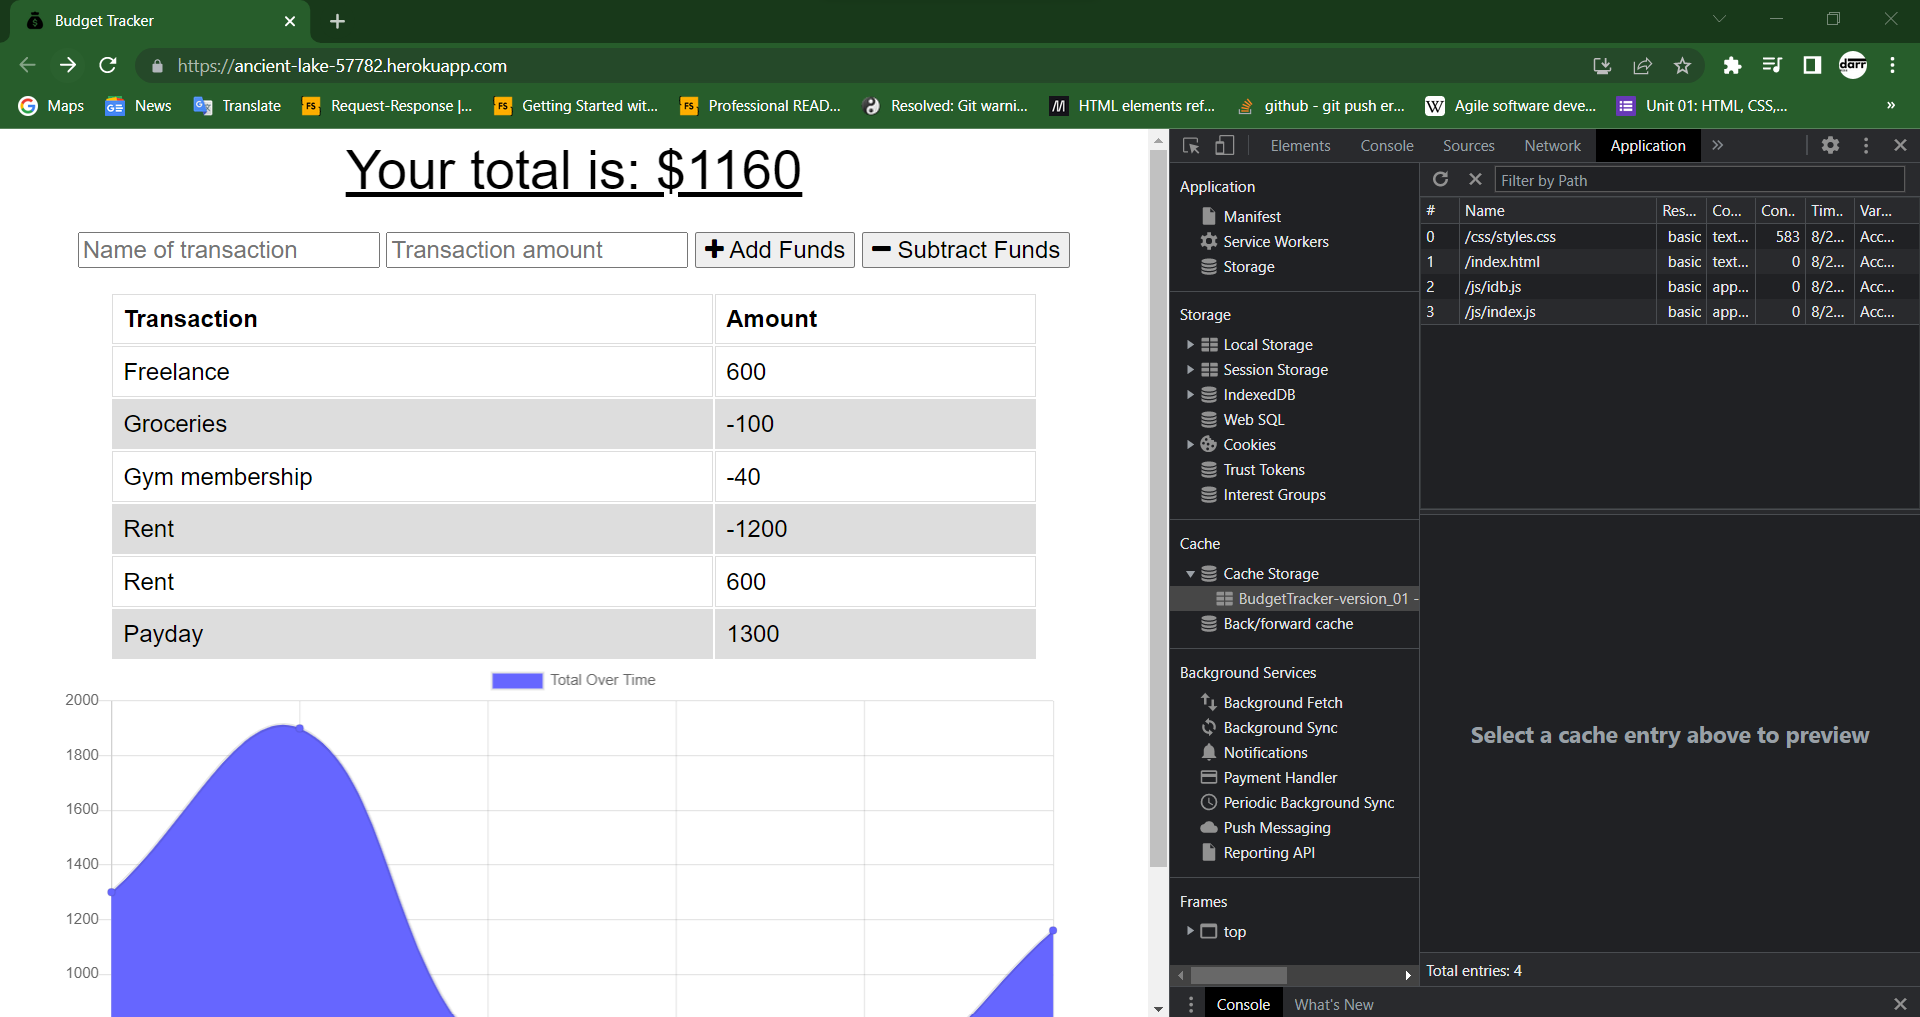 Budget Tracker
https://ancient-lake-57782.herokuapp.com
darr
Maps News Translate Request-Response |... Getting Started wit... Professional READ... Resolved: Git warni... HTML elements ref... github - git push er... Agile software deve... Unit 01: HTML, CSS,... »
Your total is: $1160
Name of transaction Transaction amount Add Funds Subtract Funds
Transaction Amount
Freelance 600
Groceries -100
Gym membership -40
Rent -1200
Rent 600
Payday 1300
Total Over Time
2000
1800
1600
1400
1200
1000
Elements Console Sources Network Application »
Application
Manifest
Service Workers
Storage
Storage
Local Storage
Session Storage
IndexedDB
Web SQL
Cookies
Trust Tokens
Interest Groups
Cache
Cache Storage
BudgetTracker-version_01 -
Back/forward cache
Background Services
Background Fetch
Background Sync
Notifications
Payment Handler
Periodic Background Sync
Push Messaging
Reporting API
Frames
top
Filter by Path
# Name Res... Co... Con.. Tim.. Var...
0 /css/styles.css basic text... 583 8/2... Acc...
1 /index.html basic text... 0 8/2... Acc...
2 /js/idb.js basic app... 0 8/2... Acc...
3 /js/index.js basic app... 0 8/2... Acc...
Select a cache entry above to preview
Total entries: 4
Console What's New